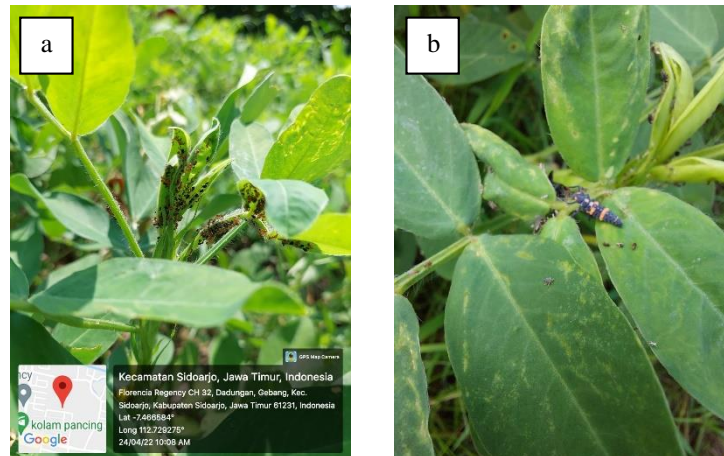 a
b
GPS Map Camera
Kecamatan Sidoarjo, Jawa Timur, Indonesia
Florencia Regency CH 32, Dadungan, Gebang, Kec.
Sidoarjo, Kabupaten Sidoarjo, Jawa Timur 61231, Indonesia
Lat -7.466584°
Long 112.729275°
24/04/22 10:08 AM
ncy
kolam pancing
Google